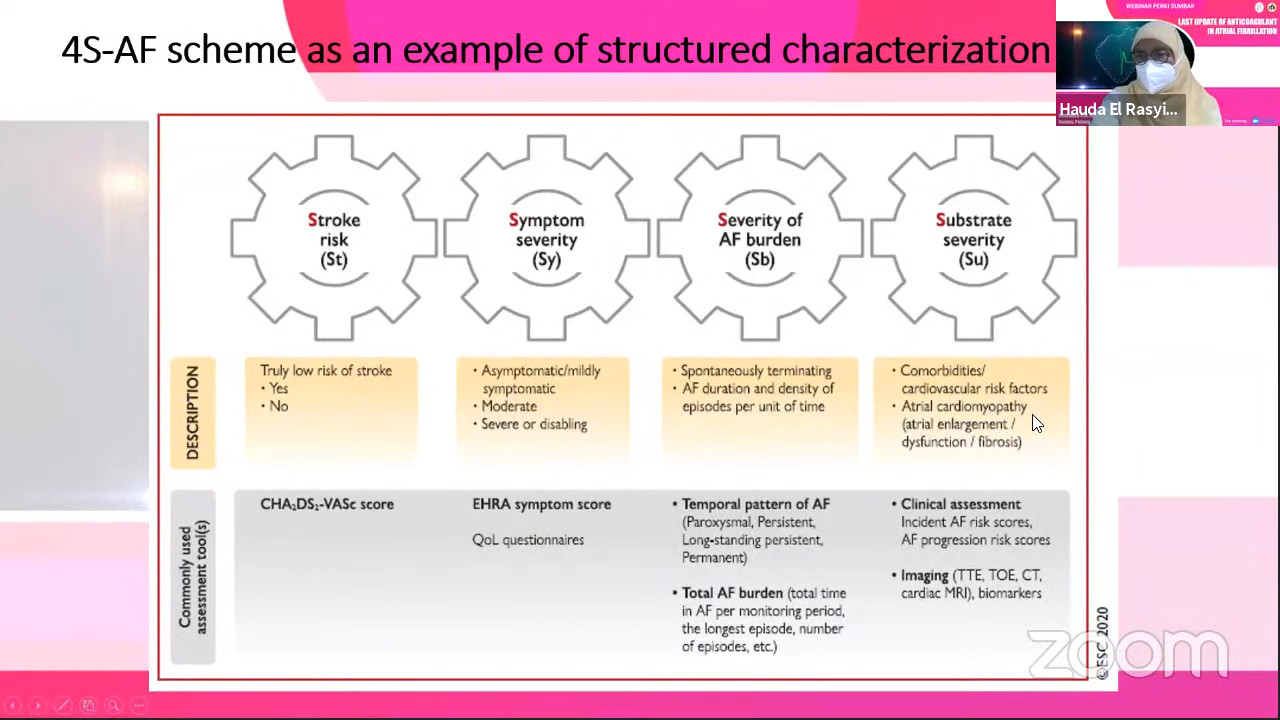 4S-AF scheme as an example of structured characterization
WEBINAR PERKI SUMBAR
LAST UPDATE OF ANTICOAGULANT
IN ATRIAL FIBRILLATION
Hauda El Rasyi...
Stroke
risk
(St)
Symptom
severity
(Sy)
Severity of
AF burden
(Sb)
Substrate
severity
(Su)
DESCRIPTION
Truly low risk of stroke
• Yes
• No
• Asymptomatic/mildly
symptomatic
• Moderate
• Severe or disabling
• Spontaneously terminating
• AF duration and density of
episodes per unit of time
• Comorbidities/
cardiovascular risk factors
• Atrial cardiomyopathy
(atrial enlargement /
dysfunction / fibrosis)
Commonly used
assessment tool(s)
CHA₂DS₂-VASc score
EHRA symptom score
QoL questionnaires
• Temporal pattern of AF
(Paroxysmal, Persistent,
Long-standing persistent,
Permanent)
• Total AF burden (total time
in AF per monitoring period,
the longest episode, number
of episodes, etc.)
• Clinical assessment
Incident AF risk scores,
AF progression risk scores
• Imaging (TTE, TOE, CT,
cardiac MRI), biomarkers
©ESC 2020
zoom